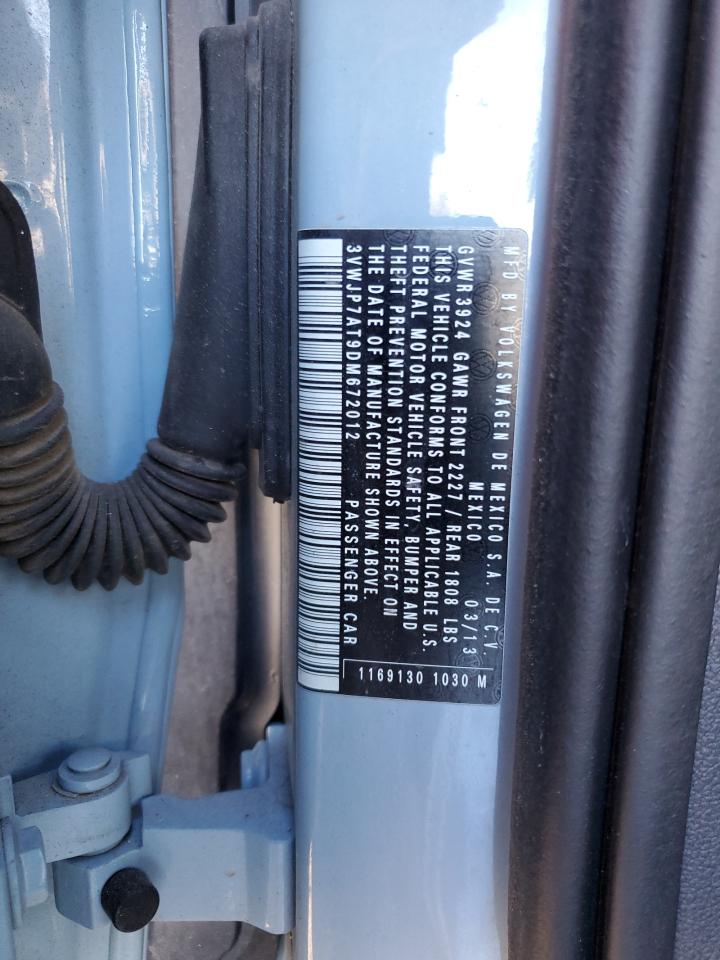 MFD BY VOLKSWAGEN DE MEXICO S.A. DE C.V.
MEXICO 03/13
GVWR 3924 GAWR FRONT 2227 / REAR 1808 LBS
THIS VEHICLE CONFORMS TO ALL APPLICABLE U.S.
FEDERAL MOTOR VEHICLE SAFETY, BUMPER AND
THEFT PREVENTION STANDARDS IN EFFECT ON
THE DATE OF MANUFACTURE SHOWN ABOVE.
3VWJP7AT9DM672012 PASSENGER CAR
1169130 1030 M